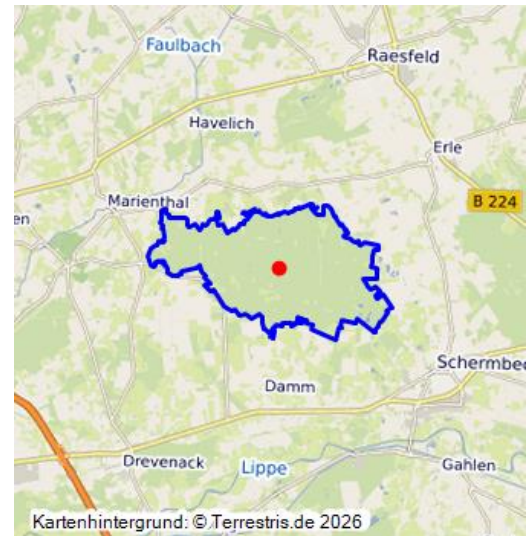 Faulbach
Raesfeld
Havelich
Erle
Marienthal
B 224
en
Schermbec
Damm
Drevenack
Lippe
Gahlen
Kartenhintergrund: © Terrestris.de 2026